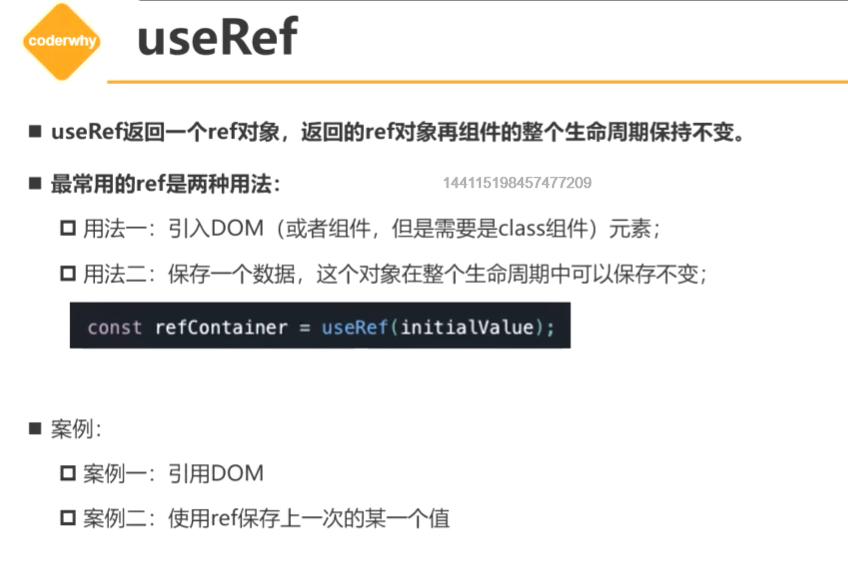 coderwhy
useRef
useRef返回一个ref对象，返回的ref对象再组件的整个生命周期保持不变。
最常用的ref是两种用法：
144115198457477209
用法一：引入DOM（或者组件，但是需要是class组件）元素；
用法二：保存一个数据，这个对象在整个生命周期中可以保存不变；
const refContainer = useRef(initialValue);
案例：
案例一：引用DOM
案例二：使用ref保存上一次的某一个值